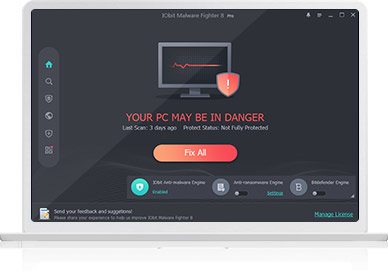 IObit Malware Fighter 8 Pro
YOUR PC MAY BE IN DANGER
Last Scan: 3 days ago Protect Status: Not Fully Protected
Fix All
IObit Anti-malware Engine
Enabled
Anti-ransomware Engine
Settings
Bitdefender Engine
Send your feedback and suggetions!
Please share your experience to help us improve IObit Malware Fighter 8
Manage License